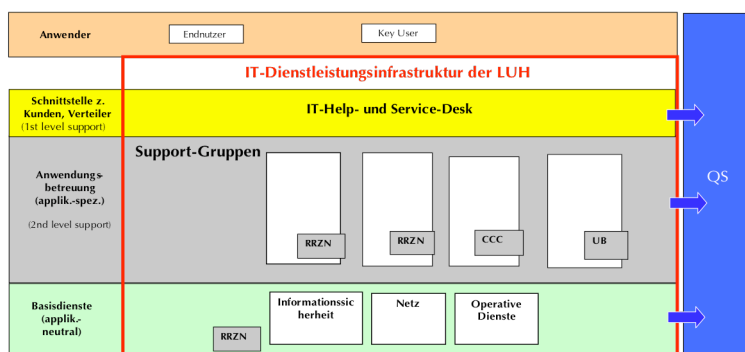 Anwender
Endnutzer
Key User
IT-Dienstleistungsinfrastruktur der LUH
Schnittstelle z.
Kunden, Verteiler
(1st level support)
IT-Help- und Service-Desk
Anwendungs-
betreuung
(applik.-spez.)
(2nd level support)
Support-Gruppen
RRZN
RRZN
CCC
UB
QS
Basisdienste
(applik.-
neutral)
RRZN
Informationssic
herheit
Netz
Operative
Dienste